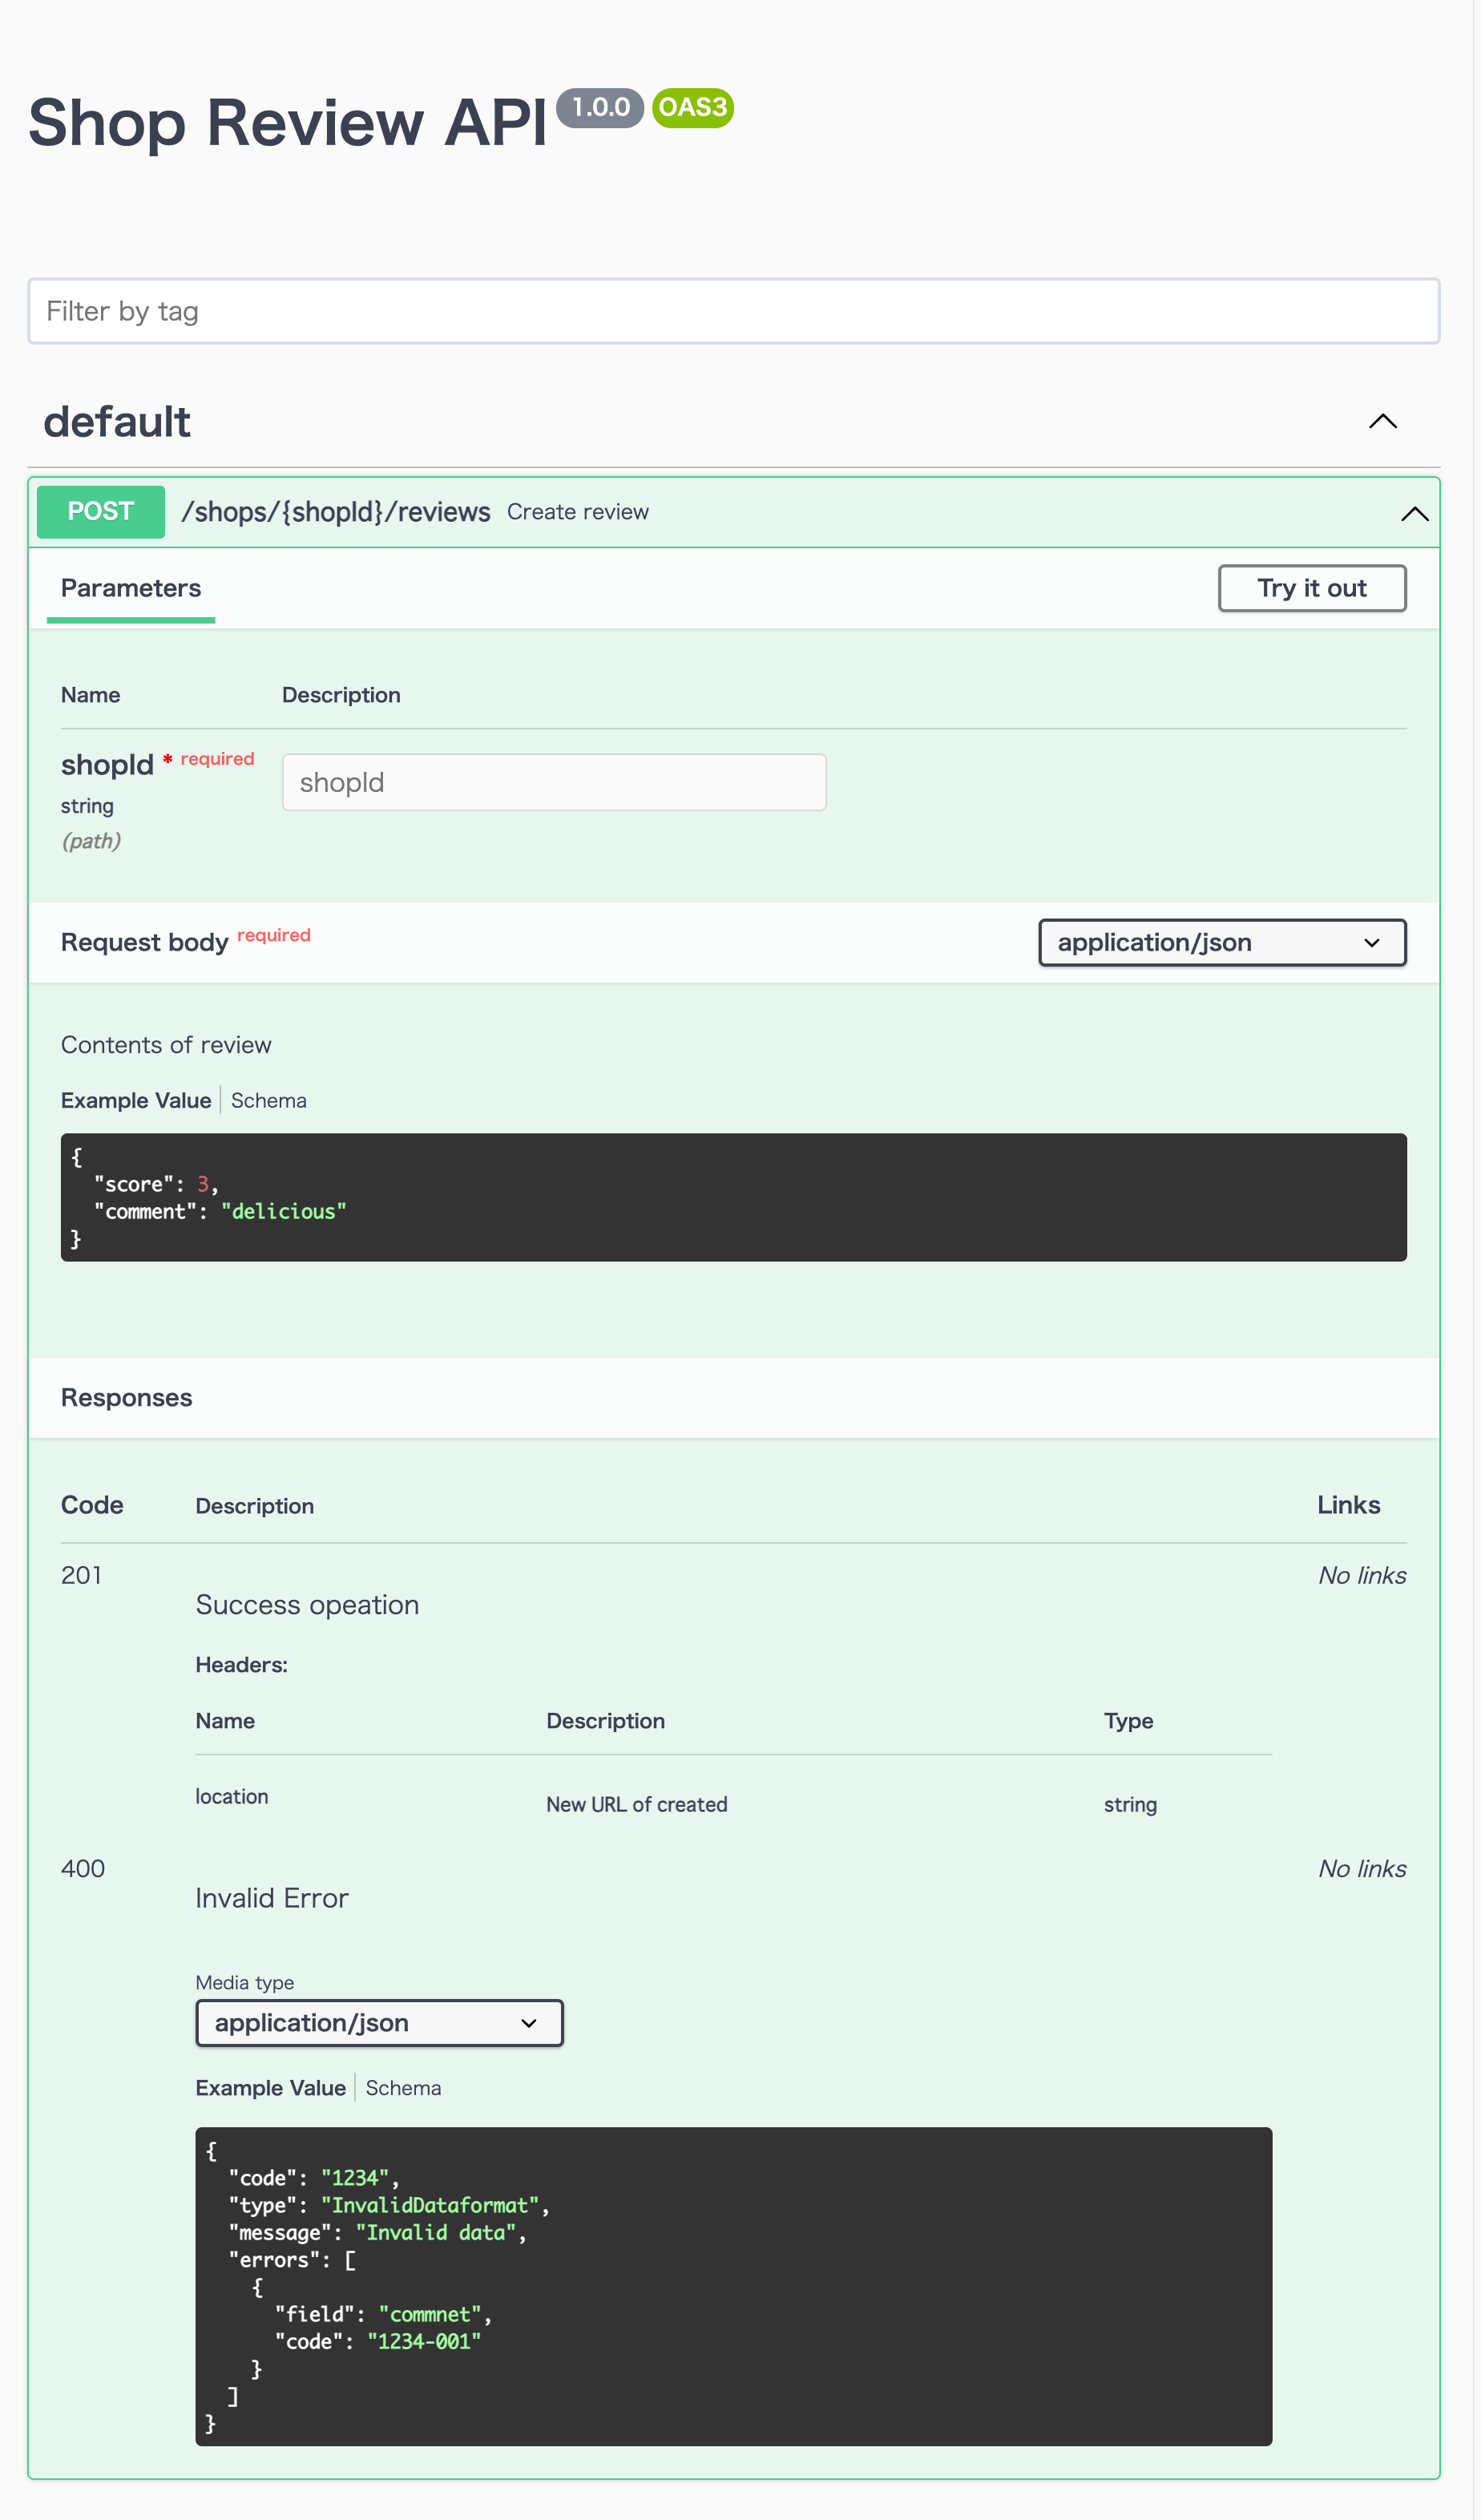 Shop Review API 1.0.0 OAS3
Filter by tag
default
POST /shops/{shopId}/reviews Create review
Parameters Try it out
Name Description
shopId * required shopId
string
(path)
Request body required application/json
Contents of review
Example Value Schema
{
  "score": 3,
  "comment": "delicious"
}
Responses
Code Description Links
201 No links
Success opeation
Headers:
Name Description Type
location New URL of created string
400 No links
Invalid Error
Media type
application/json
Example Value Schema
{
  "code": "1234",
  "type": "InvalidDataformat",
  "message": "Invalid data",
  "errors": [
    {
      "field": "commnet",
      "code": "1234-001"
    }
  ]
}